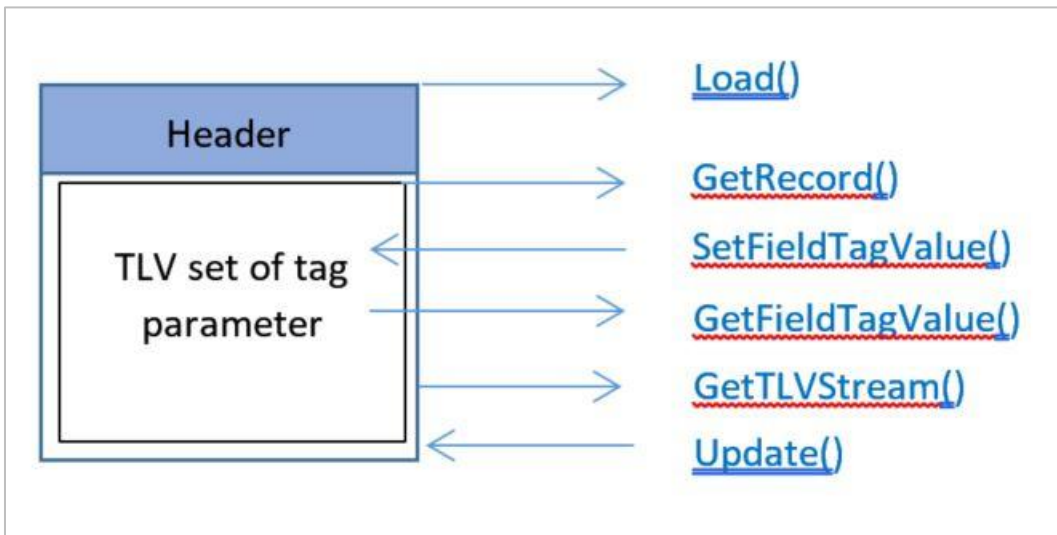 Load()
Header
GetRecord()
TLV set of tag
parameter
SetFieldTagValue()
GetFieldTagValue()
GetTLVStream()
Update()